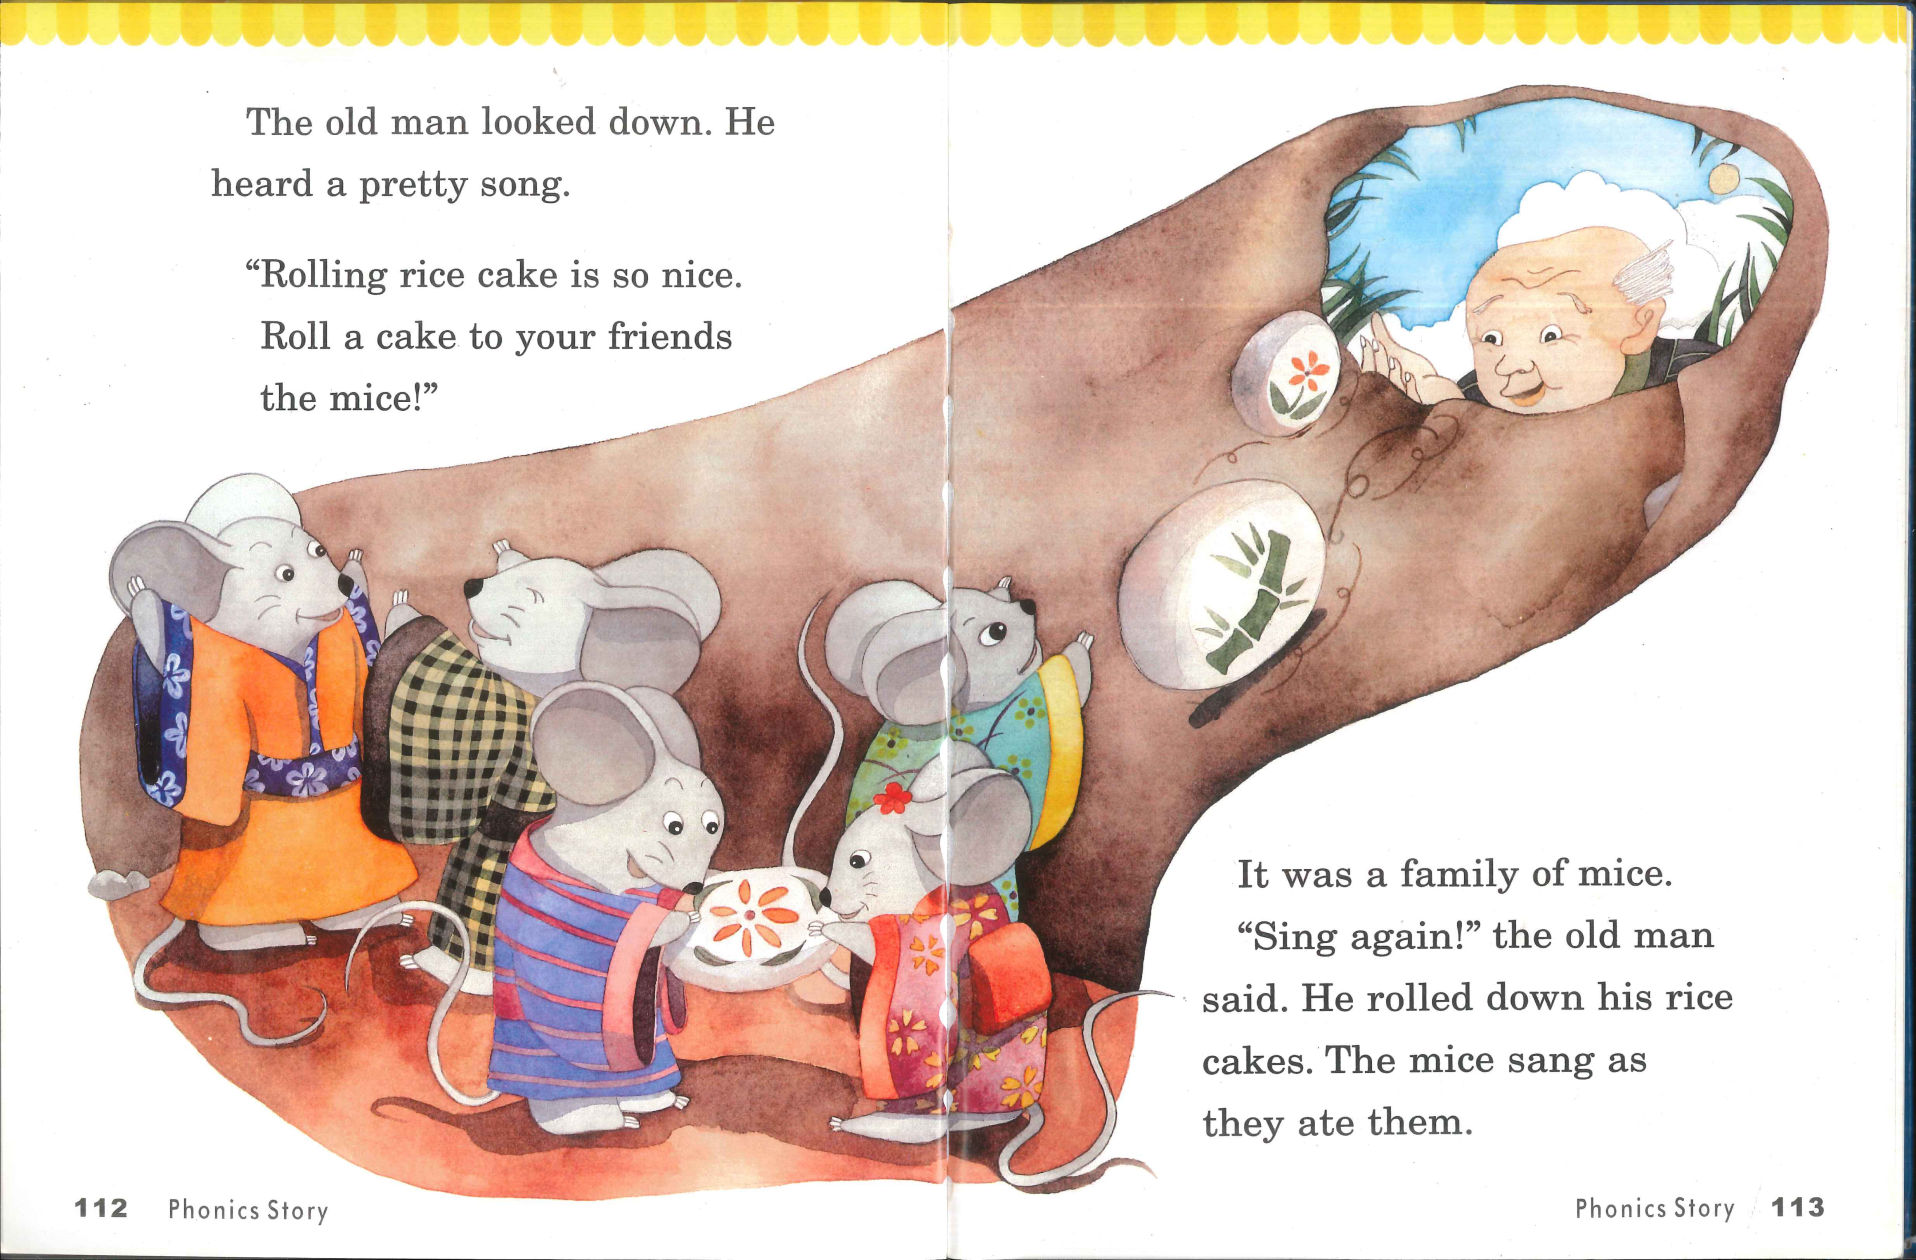 The old man looked down. He
heard a pretty song.
“Rolling rice cake is so nice.
Roll a cake to your friends
the mice!”
It was a family of mice.
“Sing again!” the old man
said. He rolled down his rice
cakes. The mice sang as
they ate them.
112 Phonics Story
Phonics Story 113